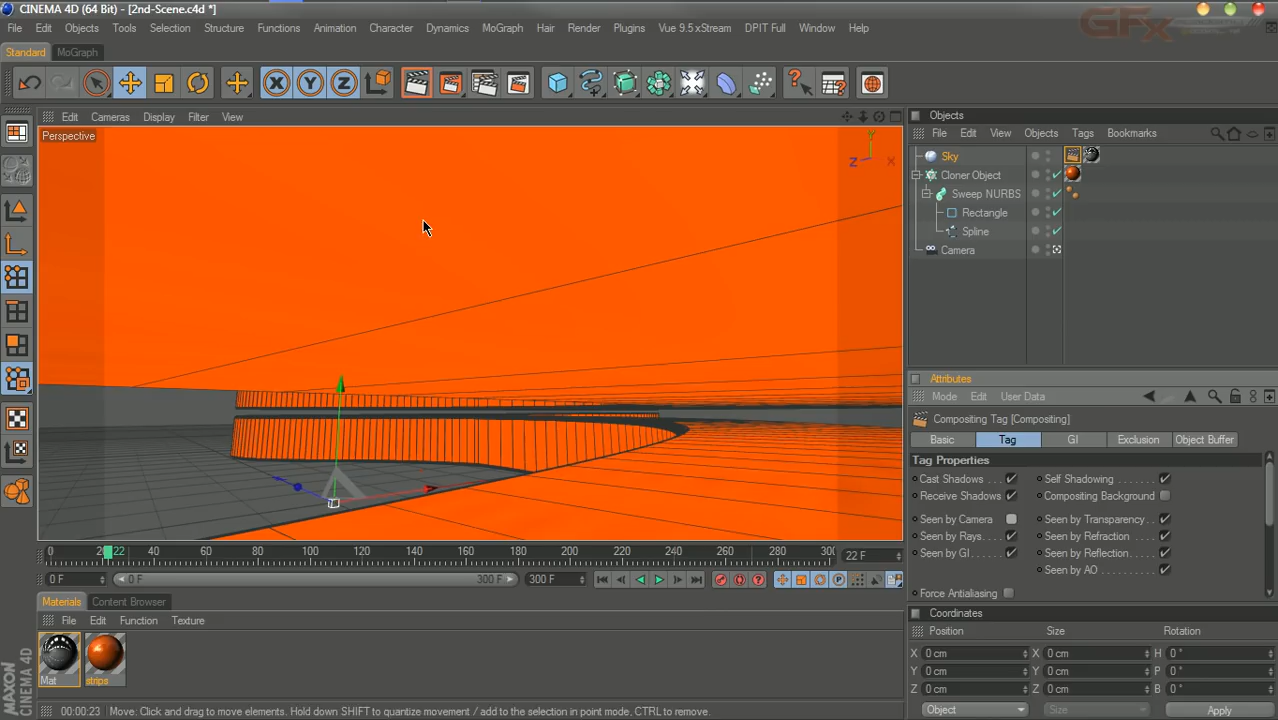 CINEMA 4D (64 Bit) - [2nd-Scene.c4d *]
GFx
File Edit Objects Tools Selection Structure Functions Animation Character Dynamics MoGraph Hair Render Plugins Vue 9.5 xStream DPIT Full Window Help
Standard MoGraph
X Y Z
Edit Cameras Display Filter View
Perspective
Y
Z X
0 20 22 40 60 80 100 120 140 160 180 200 220 240 260 280 300 22 F
0 F 0 F 300 F 300 F
Materials Content Browser
File Edit Function Texture
Mat strips
MAXON
CINEMA 4D
00:00:23 Move: Click and drag to move elements. Hold down SHIFT to quantize movement / add to the selection in point mode, CTRL to remove.
Objects
File Edit View Objects Tags Bookmarks
Sky
Cloner Object
Sweep NURBS
Rectangle
Spline
Camera
Attributes
Mode Edit User Data
Compositing Tag [Compositing]
Basic Tag GI Exclusion Object Buffer
Tag Properties
Cast Shadows Self Shadowing
Receive Shadows Compositing Background
Seen by Camera Seen by Transparency
Seen by Rays Seen by Refraction
Seen by GI Seen by Reflection
Seen by AO
Force Antialiasing
Coordinates
Position Size Rotation
X 0 cm X 0 cm H 0 °
Y 0 cm Y 0 cm P 0 °
Z 0 cm Z 0 cm B 0 °
Object Size Apply